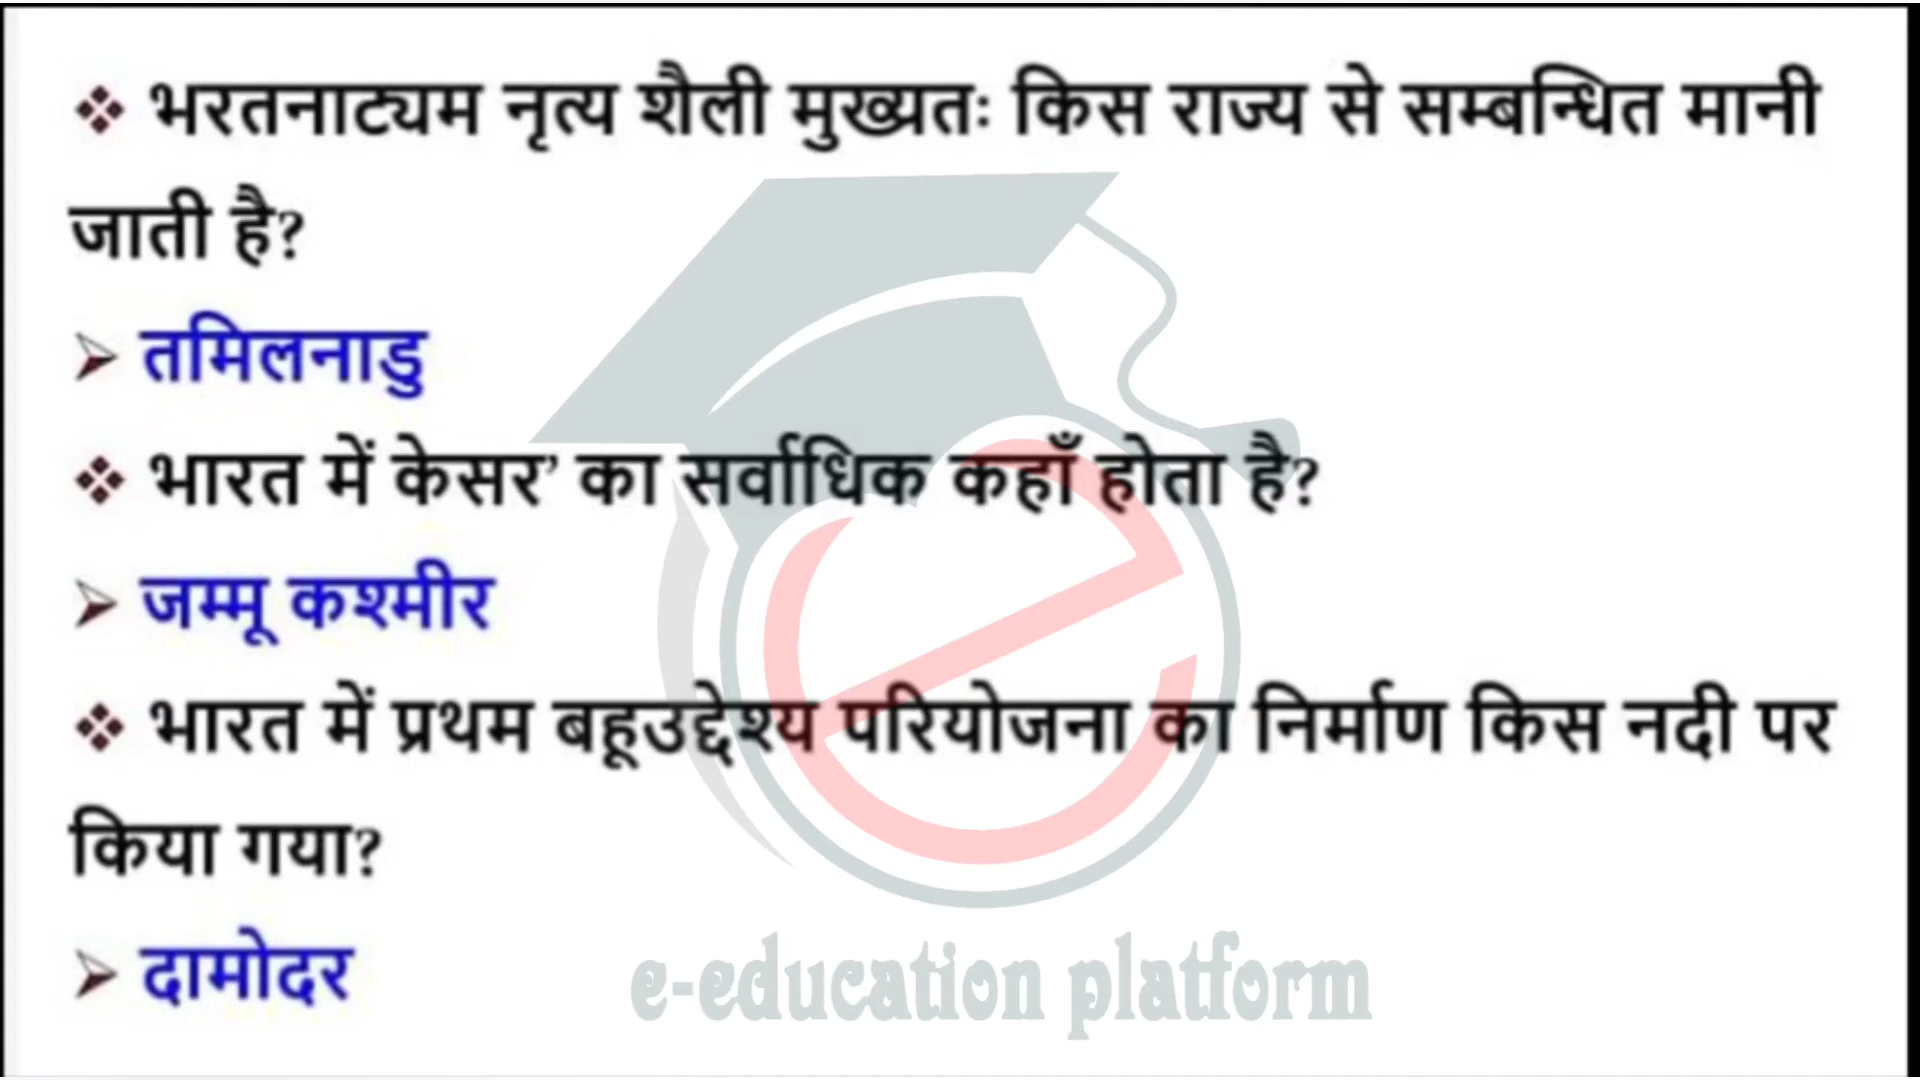 ❖ भरतनाट्यम नृत्य शैली मुख्यतः किस राज्य से सम्बन्धित मानी
जाती है?
➢ तमिलनाडु
❖ भारत में केसर’ का सर्वाधिक कहाँ होता है?
➢ जम्मू कश्मीर
❖ भारत में प्रथम बहूउद्देश्य परियोजना का निर्माण किस नदी पर
किया गया?
➢ दामोदर
e-education platform